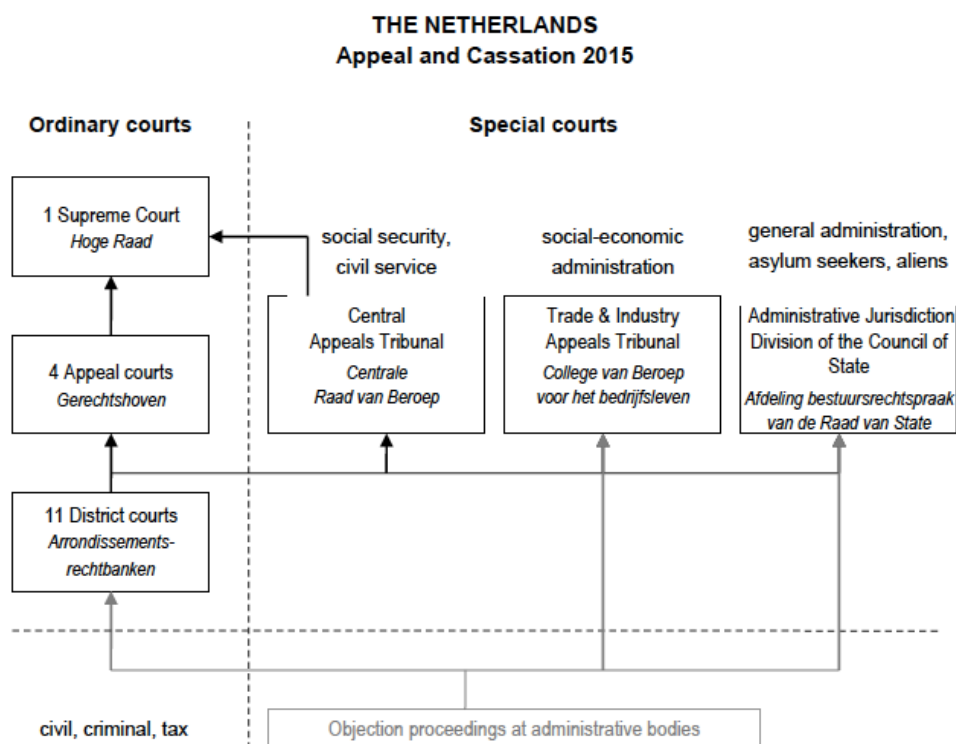 THE NETHERLANDS
Appeal and Cassation 2015
Ordinary courts
Special courts
1 Supreme Court
Hoge Raad
social security,
civil service
social-economic
administration
general administration,
asylum seekers, aliens
4 Appeal courts
Gerechtshoven
Central
Appeals Tribunal
Centrale
Raad van Beroep
Trade & Industry
Appeals Tribunal
College van Beroep
voor het bedrijfsleven
Administrative Jurisdiction
Division of the Council of
State
Afdeling bestuursrechtspraak
van de Raad van State
11 District courts
Arrondissements-
rechtbanken
civil, criminal, tax
Objection proceedings at administrative bodies